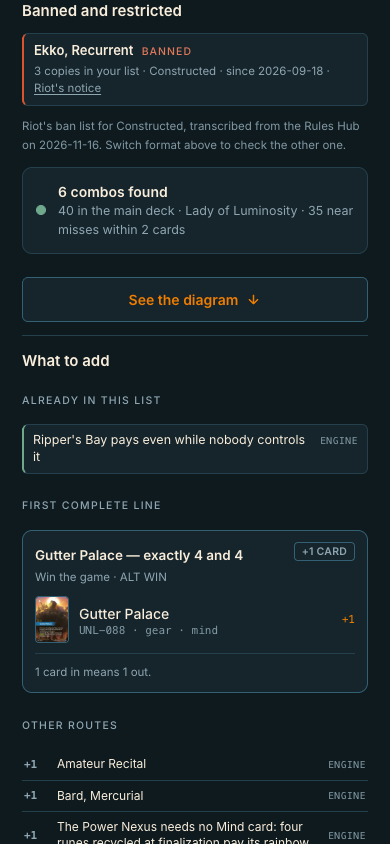 Banned and restricted
Ekko, Recurrent BANNED
3 copies in your list · Constructed · since 2026-09-18 ·
Riot's notice
Riot's ban list for Constructed, transcribed from the Rules Hub
on 2026-11-16. Switch format above to check the other one.
6 combos found
40 in the main deck · Lady of Luminosity · 35 near
misses within 2 cards
See the diagram ↓
What to add
ALREADY IN THIS LIST
Ripper's Bay pays even while nobody controls ENGINE
it
FIRST COMPLETE LINE
Gutter Palace — exactly 4 and 4 +1 CARD
Win the game · ALT WIN
Gutter Palace +1
UNL-088 · gear · mind
1 card in means 1 out.
OTHER ROUTES
+1 Amateur Recital ENGINE
+1 Bard, Mercurial ENGINE
+1 The Power Nexus needs no Mind card: four ENGINE
runes recycled at finalization pay its rainbow